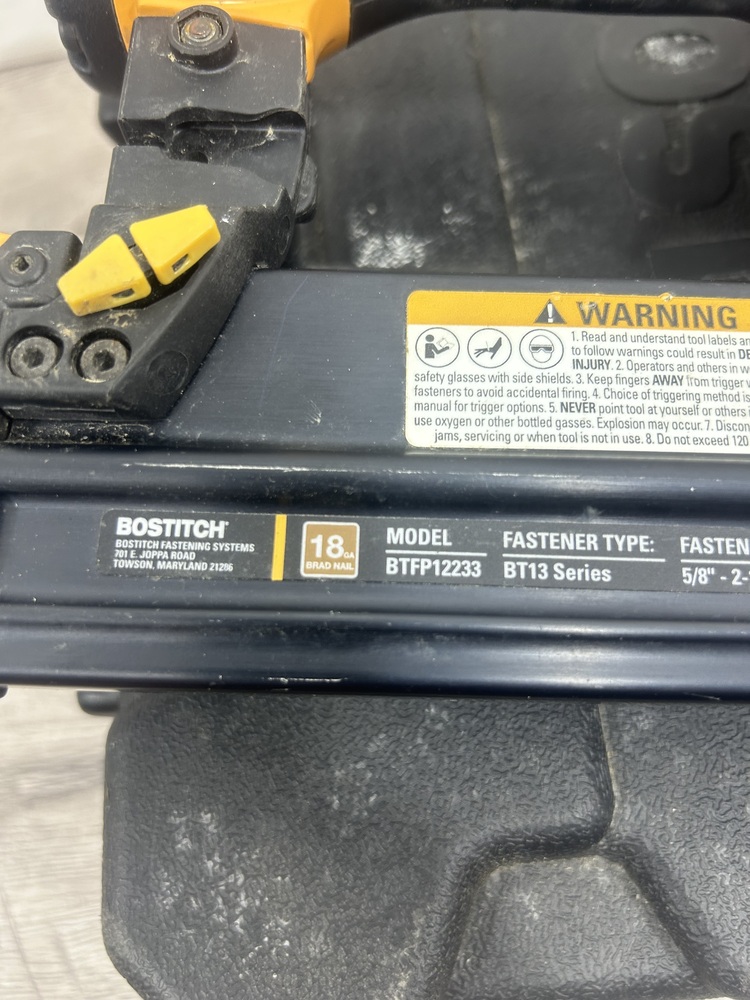 WARNING
1. Read and understand tool labels an
to follow warnings could result in DE
INJURY. 2. Operators and others in w
safety glasses with side shields. 3. Keep fingers AWAY from trigger
fasteners to avoid accidental firing. 4. Choice of triggering method is
manual for trigger options. 5. NEVER point tool at yourself or others
use oxygen or other bottled gasses. Explosion may occur. 7. Discon
jams, servicing or when tool is not in use. 8. Do not exceed 120
BOSTITCH
BOSTITCH FASTENING SYSTEMS
701 E. JOPPA ROAD
TOWSON, MARYLAND 21286
18GA
BRAD NAIL
MODEL
BTFP12233
FASTENER TYPE:
BT13 Series
FASTEN
5/8" - 2-